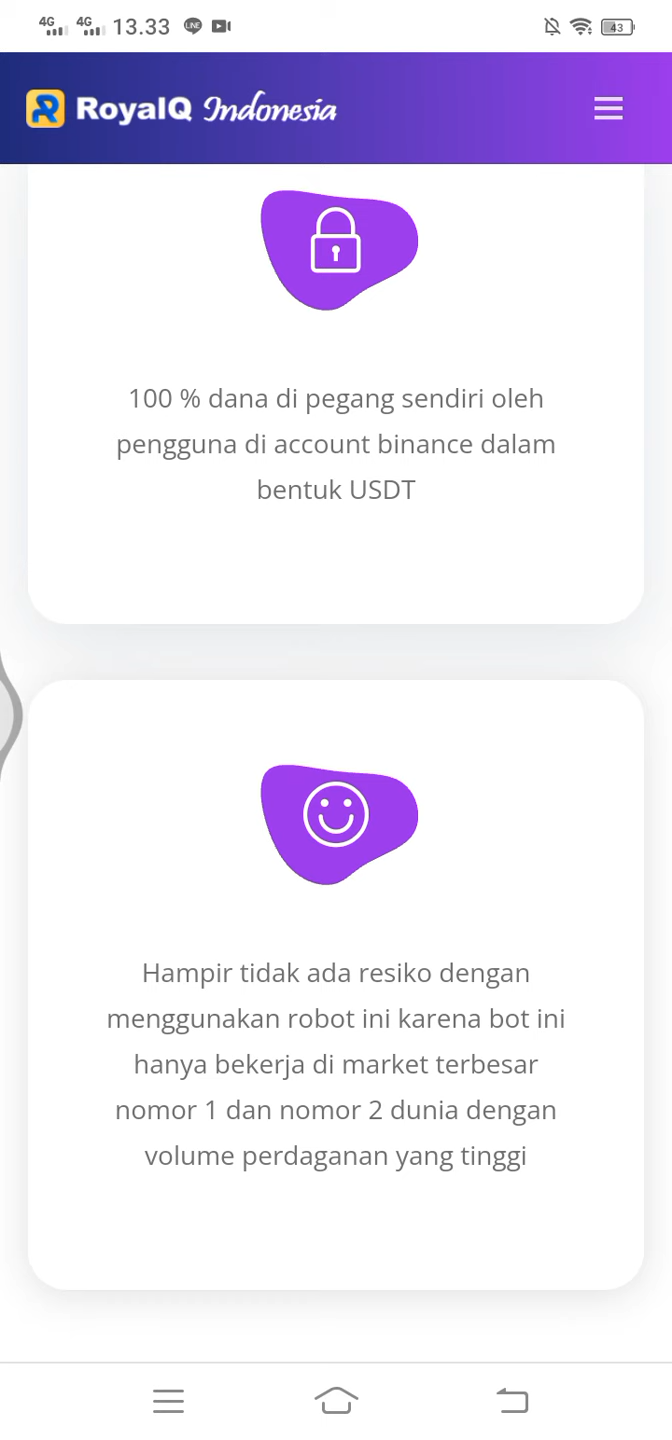 4G 4G 13.33 LINE 43
RoyalQ Indonesia
100 % dana di pegang sendiri oleh
pengguna di account binance dalam
bentuk USDT
Hampir tidak ada resiko dengan
menggunakan robot ini karena bot ini
hanya bekerja di market terbesar
nomor 1 dan nomor 2 dunia dengan
volume perdaganan yang tinggi